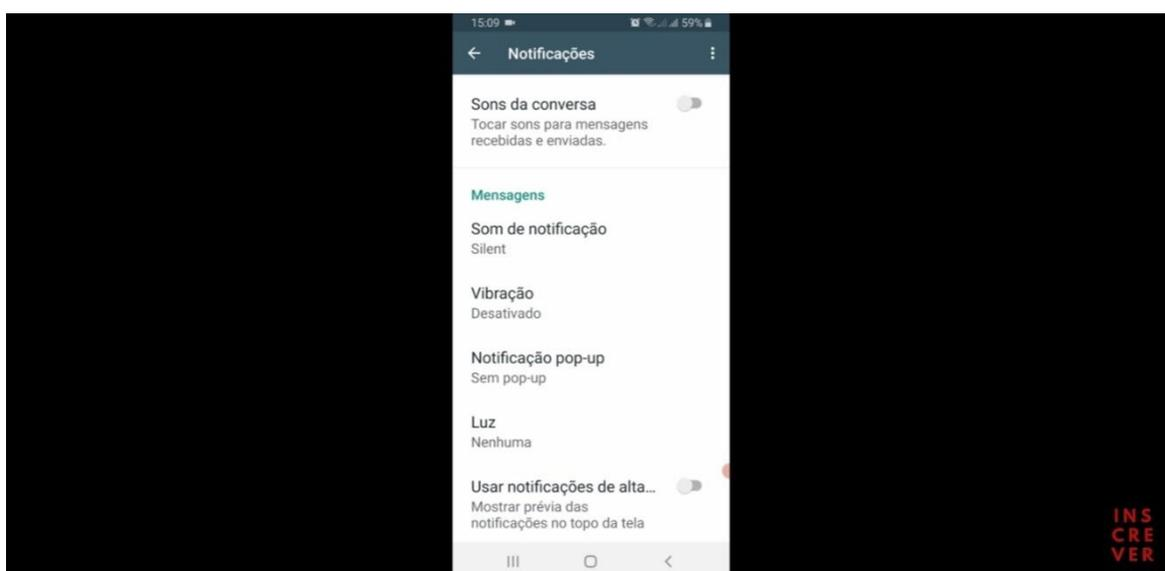 15:09 59%
Notificações
Sons da conversa
Tocar sons para mensagens
recebidas e enviadas.
Mensagens
Som de notificação
Silent
Vibração
Desativado
Notificação pop-up
Sem pop-up
Luz
Nenhuma
Usar notificações de alta...
Mostrar prévia das
notificações no topo da tela
INS
CRE
VER